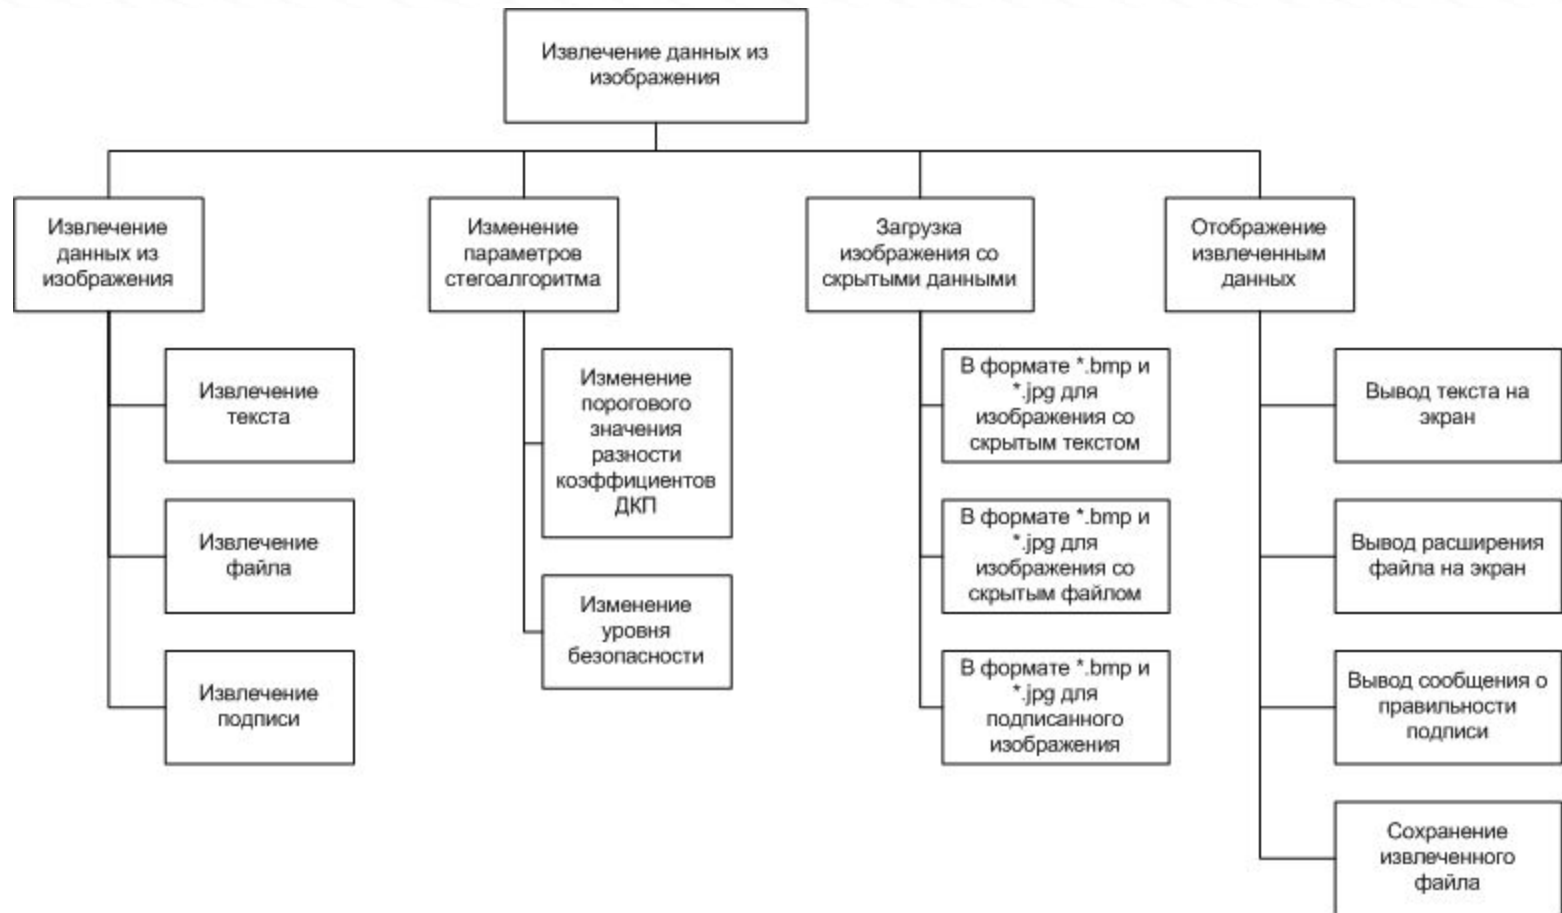 Извлечение данных из
изображения
Извлечение
данных из
изображения
Изменение
параметров
стегоалгоритма
Загрузка
изображения со
скрытыми данными
Отображение
извлеченным
данных
Извлечение
текста
Извлечение
файла
Извлечение
подписи
Изменение
порогового
значения
разности
коэффициентов
ДКП
Изменение
уровня
безопасности
В формате *.bmp и
*.jpg для
изображения со
скрытым текстом
В формате *.bmp и
*.jpg для
изображения со
скрытым файлом
В формате *.bmp и
*.jpg для
подписанного
изображения
Вывод текста на
экран
Вывод расширения
файла на экран
Вывод сообщения о
правильности
подписи
Сохранение
извлеченного
файла